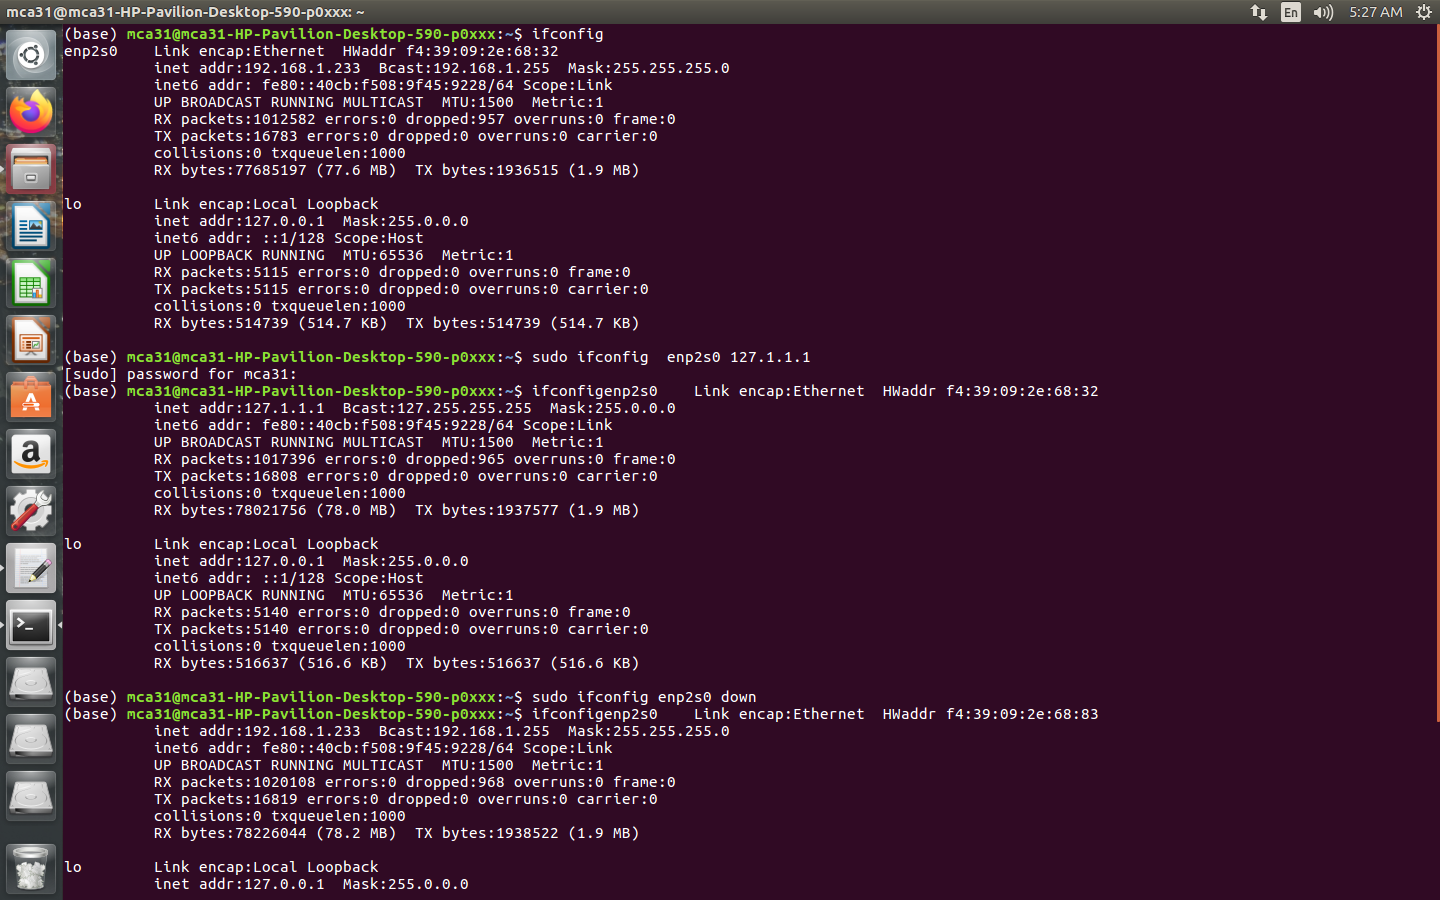 mca31@mca31-HP-Pavilion-Desktop-590-p0xxx: ~ En 5:27 AM
(base) mca31@mca31-HP-Pavilion-Desktop-590-p0xxx:~$ ifconfig
enp2s0    Link encap:Ethernet  HWaddr f4:39:09:2e:68:32
          inet addr:192.168.1.233  Bcast:192.168.1.255  Mask:255.255.255.0
          inet6 addr: fe80::40cb:f508:9f45:9228/64 Scope:Link
          UP BROADCAST RUNNING MULTICAST  MTU:1500  Metric:1
          RX packets:1012582 errors:0 dropped:957 overruns:0 frame:0
          TX packets:16783 errors:0 dropped:0 overruns:0 carrier:0
          collisions:0 txqueuelen:1000
          RX bytes:77685197 (77.6 MB)  TX bytes:1936515 (1.9 MB)

lo        Link encap:Local Loopback
          inet addr:127.0.0.1  Mask:255.0.0.0
          inet6 addr: ::1/128 Scope:Host
          UP LOOPBACK RUNNING  MTU:65536  Metric:1
          RX packets:5115 errors:0 dropped:0 overruns:0 frame:0
          TX packets:5115 errors:0 dropped:0 overruns:0 carrier:0
          collisions:0 txqueuelen:1000
          RX bytes:514739 (514.7 KB)  TX bytes:514739 (514.7 KB)

(base) mca31@mca31-HP-Pavilion-Desktop-590-p0xxx:~$ sudo ifconfig  enp2s0 127.1.1.1
[sudo] password for mca31:
(base) mca31@mca31-HP-Pavilion-Desktop-590-p0xxx:~$ ifconfigenp2s0    Link encap:Ethernet  HWaddr f4:39:09:2e:68:32
          inet addr:127.1.1.1  Bcast:127.255.255.255  Mask:255.0.0.0
          inet6 addr: fe80::40cb:f508:9f45:9228/64 Scope:Link
          UP BROADCAST RUNNING MULTICAST  MTU:1500  Metric:1
          RX packets:1017396 errors:0 dropped:965 overruns:0 frame:0
          TX packets:16808 errors:0 dropped:0 overruns:0 carrier:0
          collisions:0 txqueuelen:1000
          RX bytes:78021756 (78.0 MB)  TX bytes:1937577 (1.9 MB)

lo        Link encap:Local Loopback
          inet addr:127.0.0.1  Mask:255.0.0.0
          inet6 addr: ::1/128 Scope:Host
          UP LOOPBACK RUNNING  MTU:65536  Metric:1
          RX packets:5140 errors:0 dropped:0 overruns:0 frame:0
          TX packets:5140 errors:0 dropped:0 overruns:0 carrier:0
          collisions:0 txqueuelen:1000
          RX bytes:516637 (516.6 KB)  TX bytes:516637 (516.6 KB)

(base) mca31@mca31-HP-Pavilion-Desktop-590-p0xxx:~$ sudo ifconfig enp2s0 down
(base) mca31@mca31-HP-Pavilion-Desktop-590-p0xxx:~$ ifconfigenp2s0    Link encap:Ethernet  HWaddr f4:39:09:2e:68:83
          inet addr:192.168.1.233  Bcast:192.168.1.255  Mask:255.255.255.0
          inet6 addr: fe80::40cb:f508:9f45:9228/64 Scope:Link
          UP BROADCAST RUNNING MULTICAST  MTU:1500  Metric:1
          RX packets:1020108 errors:0 dropped:968 overruns:0 frame:0
          TX packets:16819 errors:0 dropped:0 overruns:0 carrier:0
          collisions:0 txqueuelen:1000
          RX bytes:78226044 (78.2 MB)  TX bytes:1938522 (1.9 MB)

lo        Link encap:Local Loopback
          inet addr:127.0.0.1  Mask:255.0.0.0